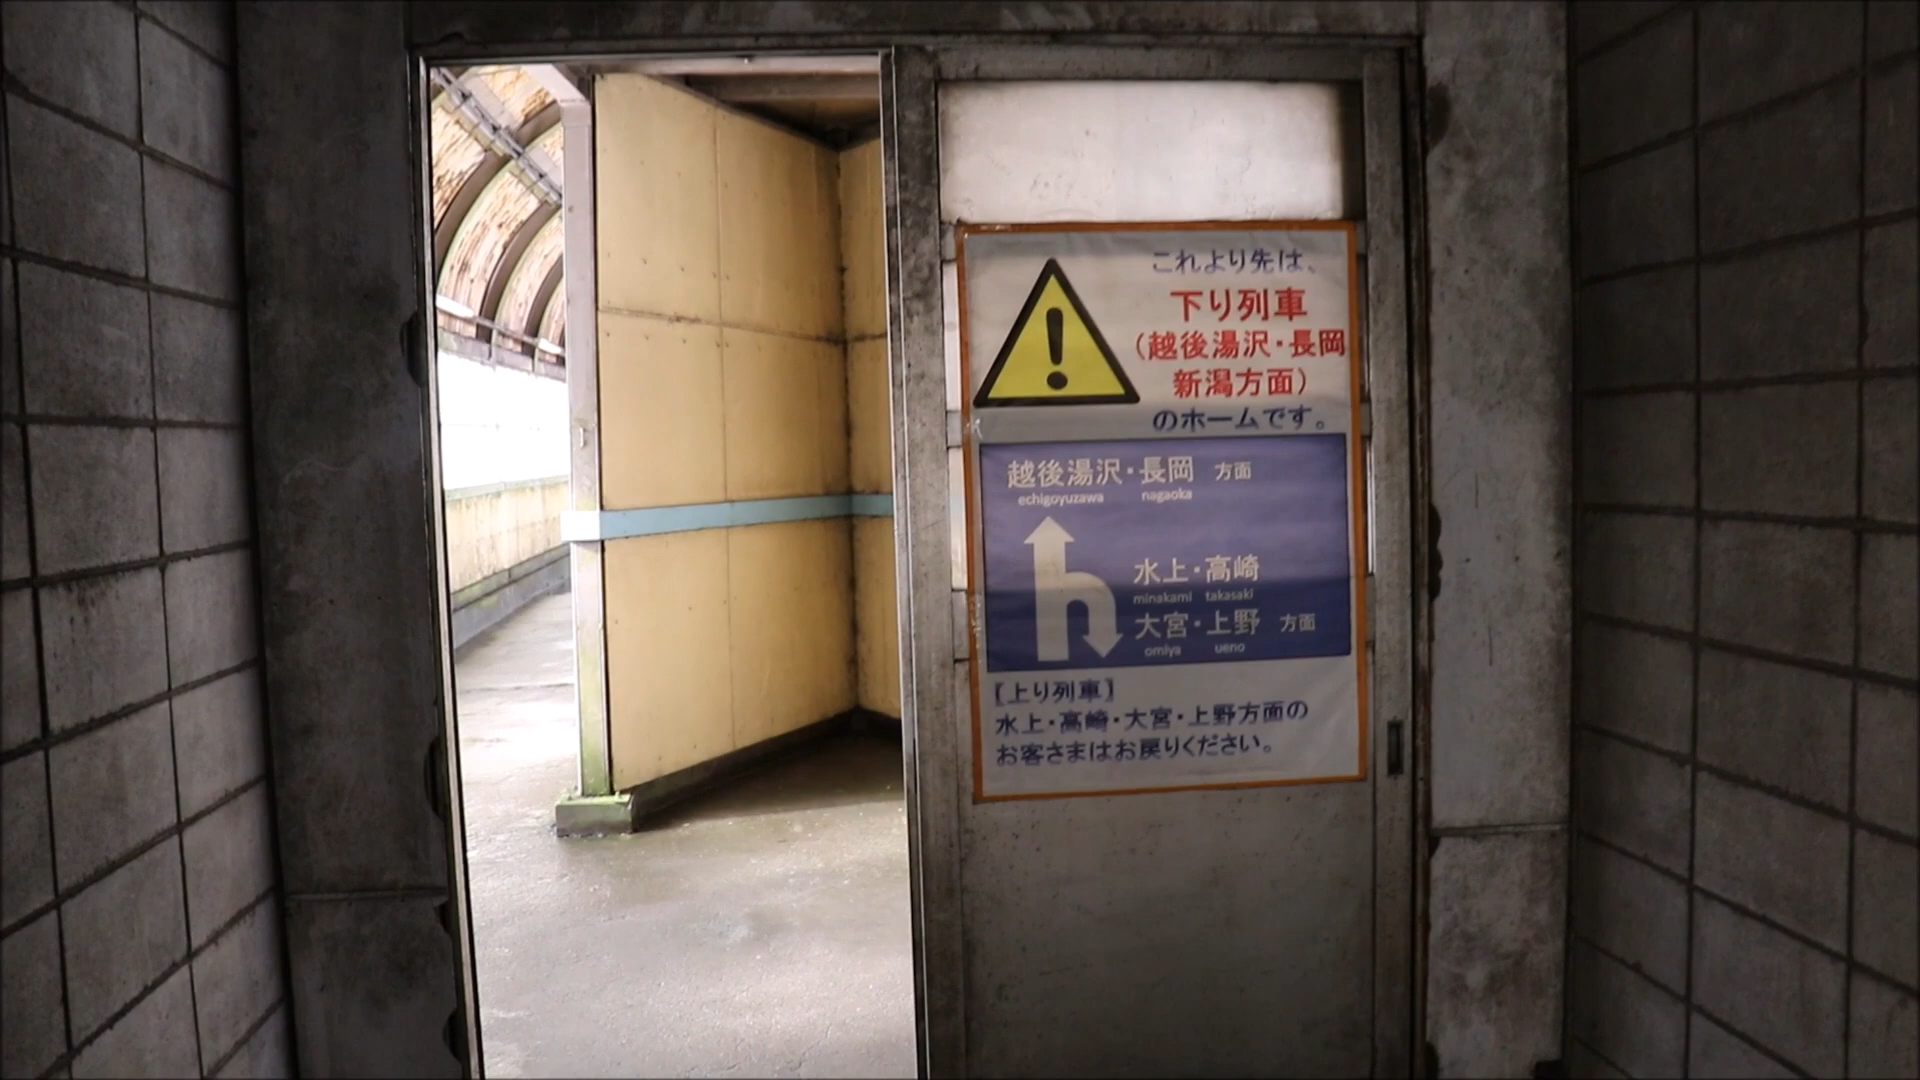 これより先は、
下り列車
(越後湯沢・長岡
新潟方面)
のホームです。
越後湯沢・長岡 方面
echigoyuzawa nagaoka
水上・高崎
minakami takasaki
大宮・上野 方面
omiya ueno
【上り列車】
水上・高崎・大宮・上野方面の
お客さまはお戻りください。